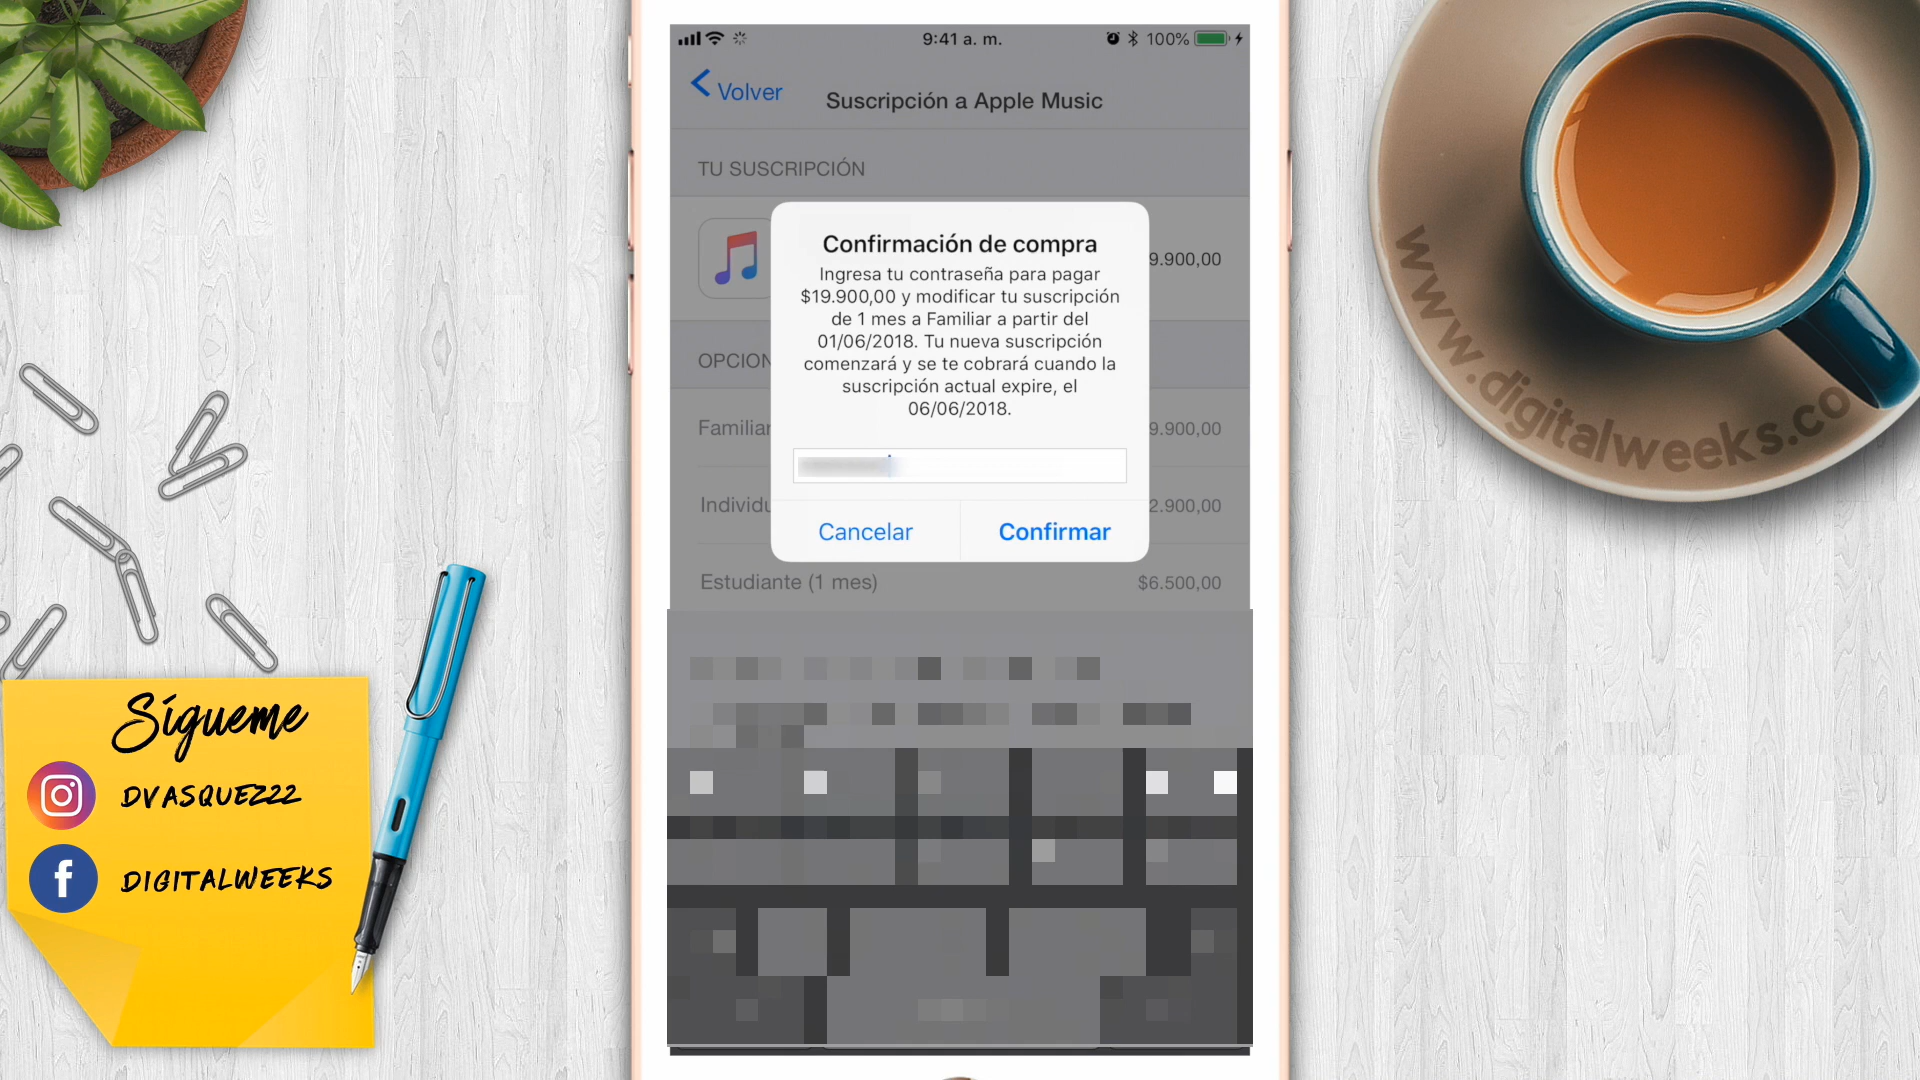 9:41 a. m.
100%
Volver
Suscripción a Apple Music
TU SUSCRIPCIÓN
9.900,00
Confirmación de compra
Ingresa tu contraseña para pagar
$19.900,00 y modificar tu suscripción
de 1 mes a Familiar a partir del
01/06/2018. Tu nueva suscripción
comenzará y se te cobrará cuando la
suscripción actual expire, el
06/06/2018.
Cancelar
Confirmar
OPCION
Familiar
9.900,00
Individu
2.900,00
Estudiante (1 mes)
$6.500,00
www.digitalweeks.co
Sígueme
DVASQUEZ22
DIGITALWEEKS